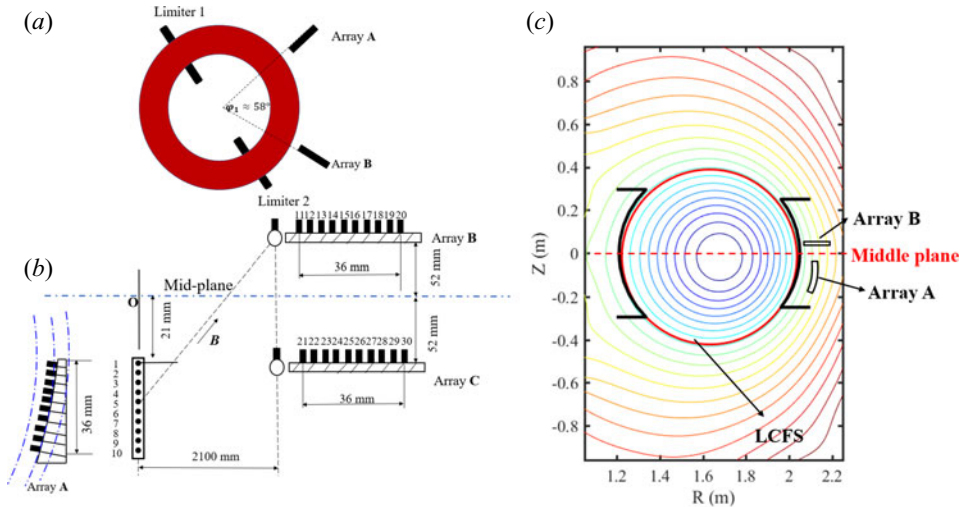 (a)
Limiter 1
Array A
φ₁ ≈ 58°
Array B
Limiter 2
(b)
11 12 13 14 15 16 17 18 19 20
Array B
36 mm
52 mm
Mid-plane
O
21 mm
B
52 mm
21 22 23 24 25 26 27 28 29 30
Array C
36 mm
1
2
3
4
5
6
7
8
9
10
36 mm
2100 mm
Array A
(c)
0.8
0.6
0.4
0.2
0
-0.2
-0.4
-0.6
-0.8
Z (m)
Array B
Middle plane
Array A
LCFS
1.2 1.4 1.6 1.8 2 2.2
R (m)